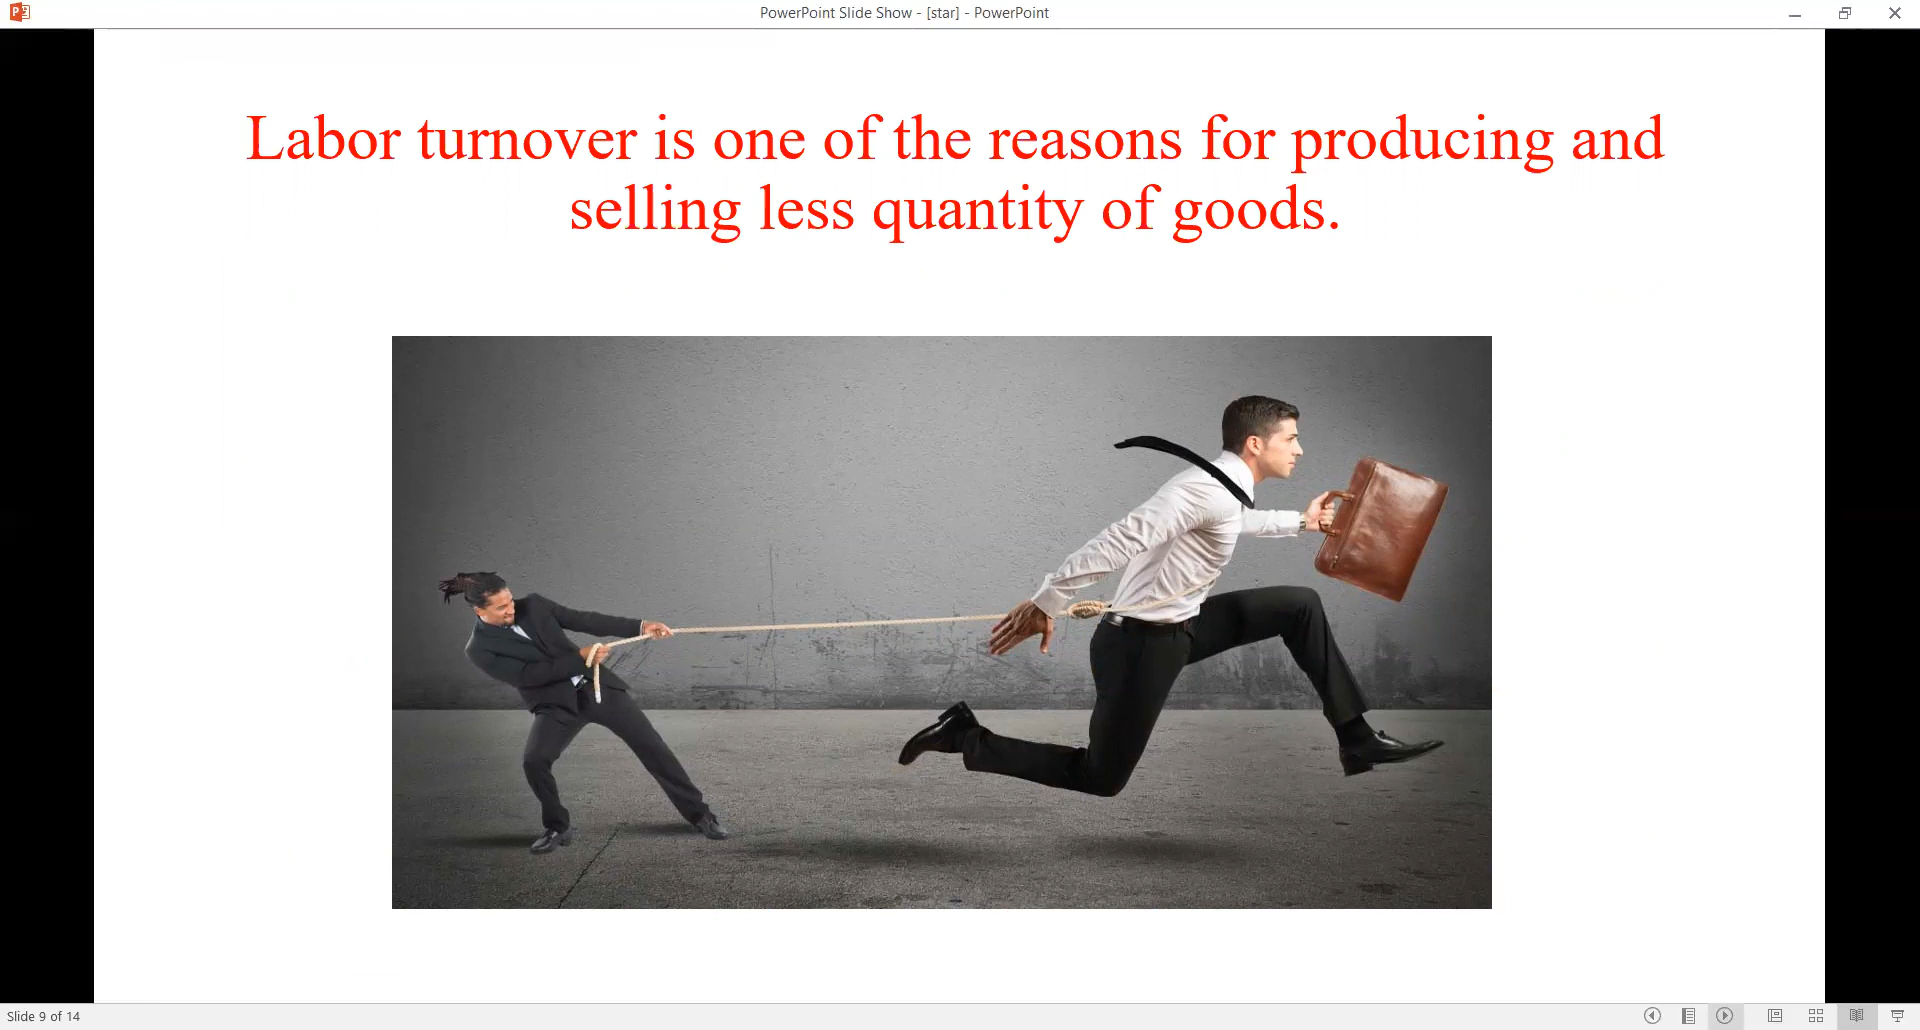 PowerPoint Slide Show - [star] - PowerPoint
Labor turnover is one of the reasons for producing and
selling less quantity of goods.
Slide 9 of 14